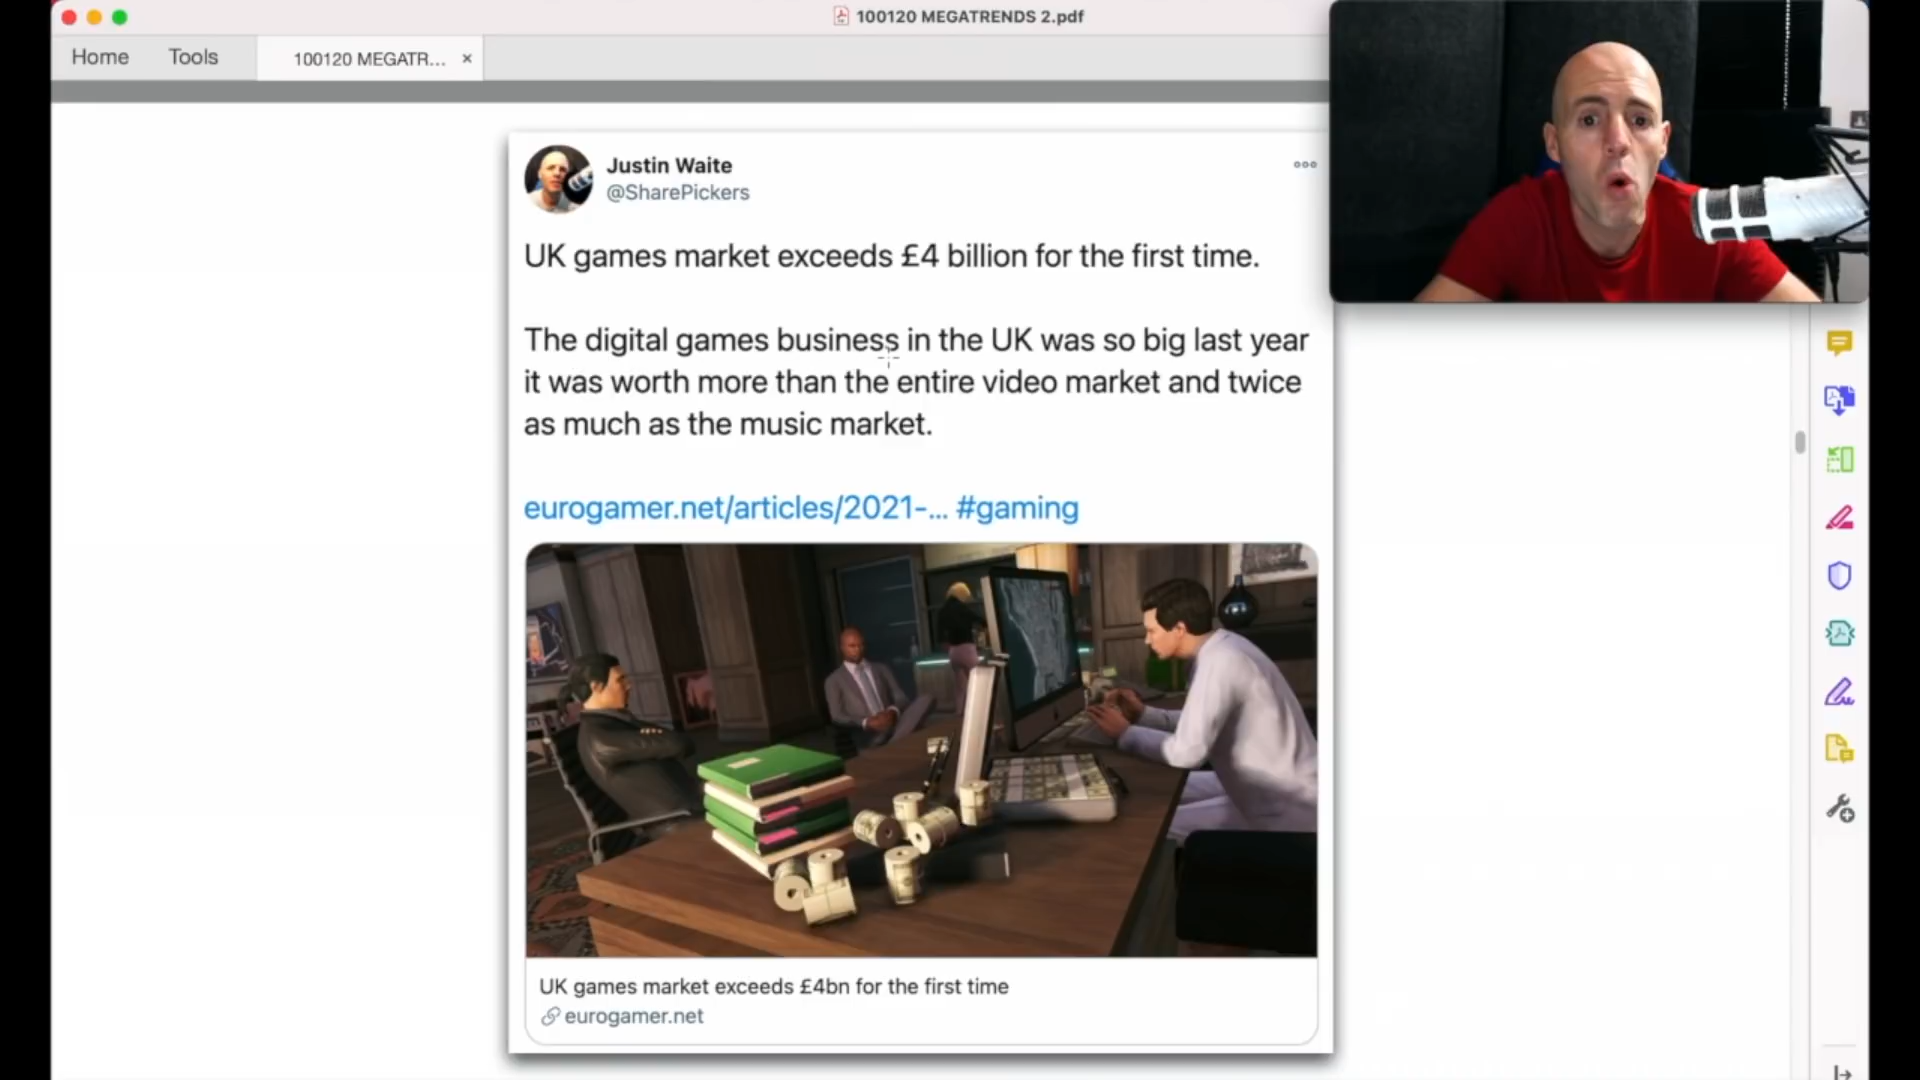 100120 MEGATRENDS 2.pdf
Home
Tools
100120 MEGATR...
Justin Waite
@SharePickers
UK games market exceeds £4 billion for the first time.
The digital games business in the UK was so big last year
it was worth more than the entire video market and twice
as much as the music market.
eurogamer.net/articles/2021-... #gaming
UK games market exceeds £4bn for the first time
eurogamer.net